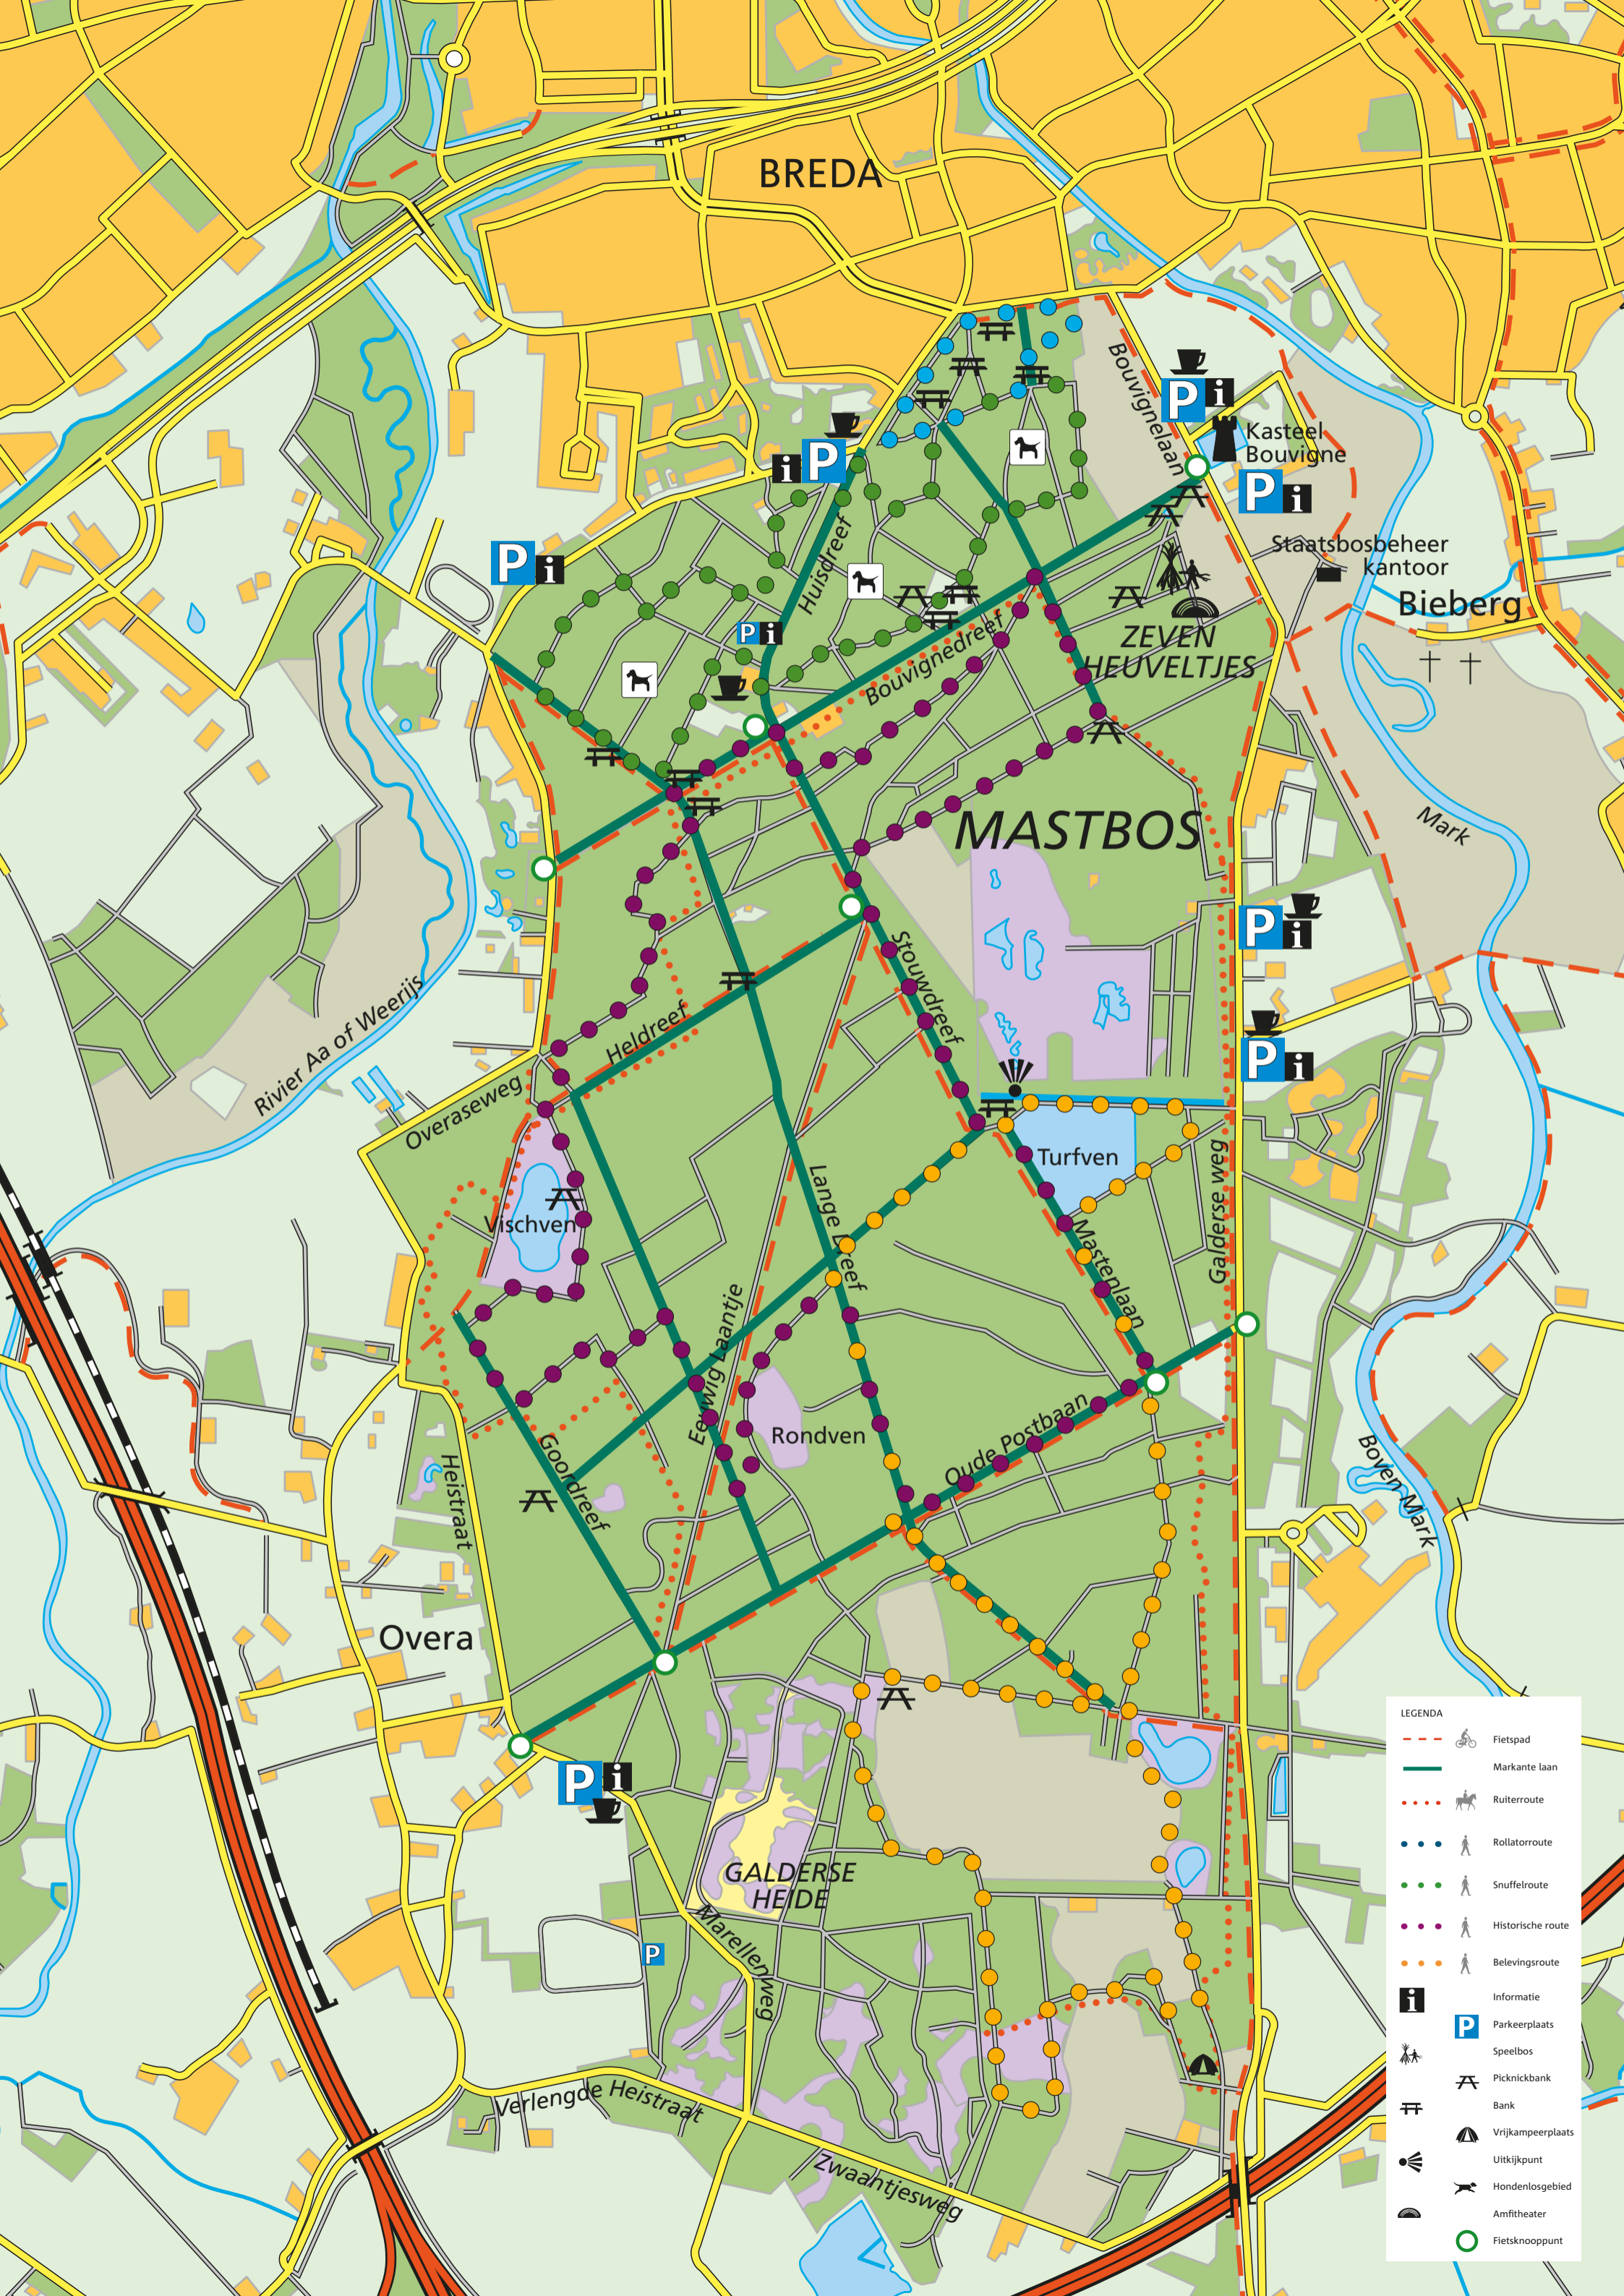 BREDA
Bouvignelaan
P i
Kasteel
Bouvigne
i P
P i
Huisdreef
Staatsbosbeheer
kantoor
P i
Bieberg
P i
ZEVEN
HEUVELTJES
Bouvignedreef
MASTBOS
Mark
P i
Stouwdreef
Rivier Aa of Weerijs
Heldreef
P i
Overaseweg
Turfven
Galderseweg
Vischven
Lange Dreef
Mastenlaan
Eeuwig Laantje
Rondven
Oude Postbaan
Goordreef
Heistraat
Boven Mark
Overa
P i
GALDERSE
HEIDE
Marellenweg
P
Verlengde Heistraat
Zwaantjesweg
LEGENDA
Fietspad
Markante laan
Ruiterroute
Rollatorroute
Snuffelroute
Historische route
Belevingsroute
i Informatie
P Parkeerplaats
Speelbos
Picknickbank
Bank
Vrijkampeerplaats
Uitkijkpunt
Hondenlosgebied
Amfitheater
Fietsknooppunt